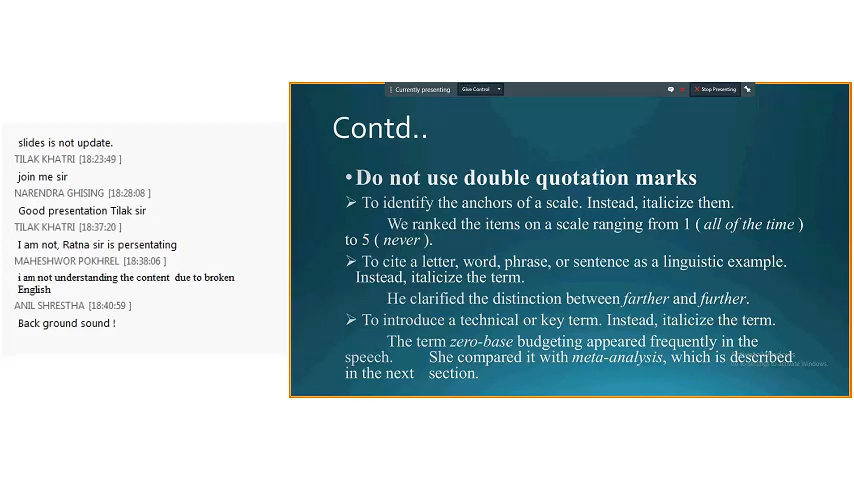 slides is not update.
TILAK KHATRI [18:23:49 ]
join me sir
NARENDRA GHISING [18:28:08 ]
Good presentation Tilak sir
TILAK KHATRI [18:37:20 ]
I am not, Ratna sir is persentating
MAHESHWOR POKHREL [18:38:06 ]
i am not understanding the content due to broken
English
ANIL SHRESTHA [18:40:59 ]
Back ground sound !
Currently presenting Give Control Stop Presenting
Contd..
•Do not use double quotation marks
➢ To identify the anchors of a scale. Instead, italicize them.
We ranked the items on a scale ranging from 1 ( all of the time )
to 5 ( never ).
➢ To cite a letter, word, phrase, or sentence as a linguistic example.
Instead, italicize the term.
He clarified the distinction between farther and further.
➢ To introduce a technical or key term. Instead, italicize the term.
The term zero-base budgeting appeared frequently in the
speech. She compared it with meta-analysis, which is described
in the next section.
Go to Settings to activate Windows.